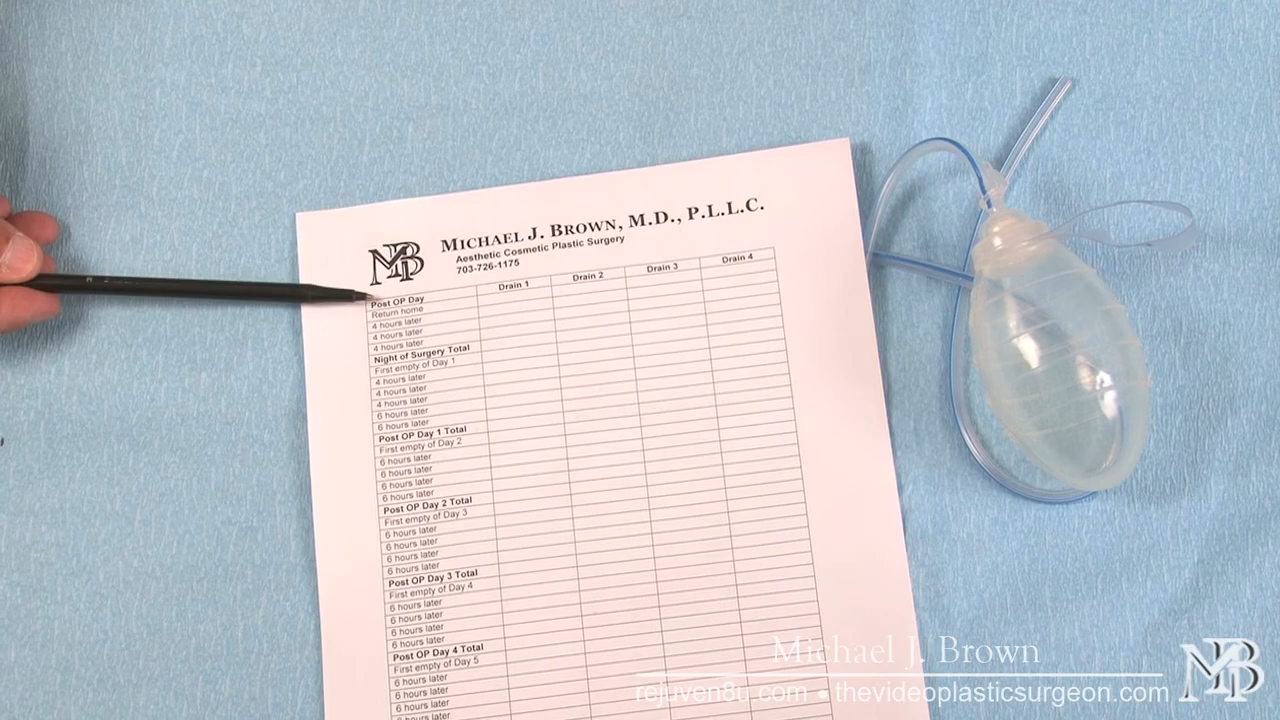 MICHAEL J. BROWN, M.D., P.L.L.C.
Aesthetic Cosmetic Plastic Surgery
703-726-1175
MB
Drain 1 Drain 2 Drain 3 Drain 4
Post OP Day
Return home
4 hours later
4 hours later
4 hours later
Night of Surgery Total
First empty of Day 1
4 hours later
4 hours later
4 hours later
6 hours later
6 hours later
Post OP Day 1 Total
First empty of Day 2
6 hours later
6 hours later
6 hours later
6 hours later
Post OP Day 2 Total
First empty of Day 3
6 hours later
6 hours later
6 hours later
6 hours later
Post OP Day 3 Total
First empty of Day 4
6 hours later
6 hours later
6 hours later
6 hours later
Post OP Day 4 Total
First empty of Day 5
6 hours later
6 hours later
6 hours later
Michael J. Brown
rejuven8u.com • thevideoplasticsurgeon.com
MB